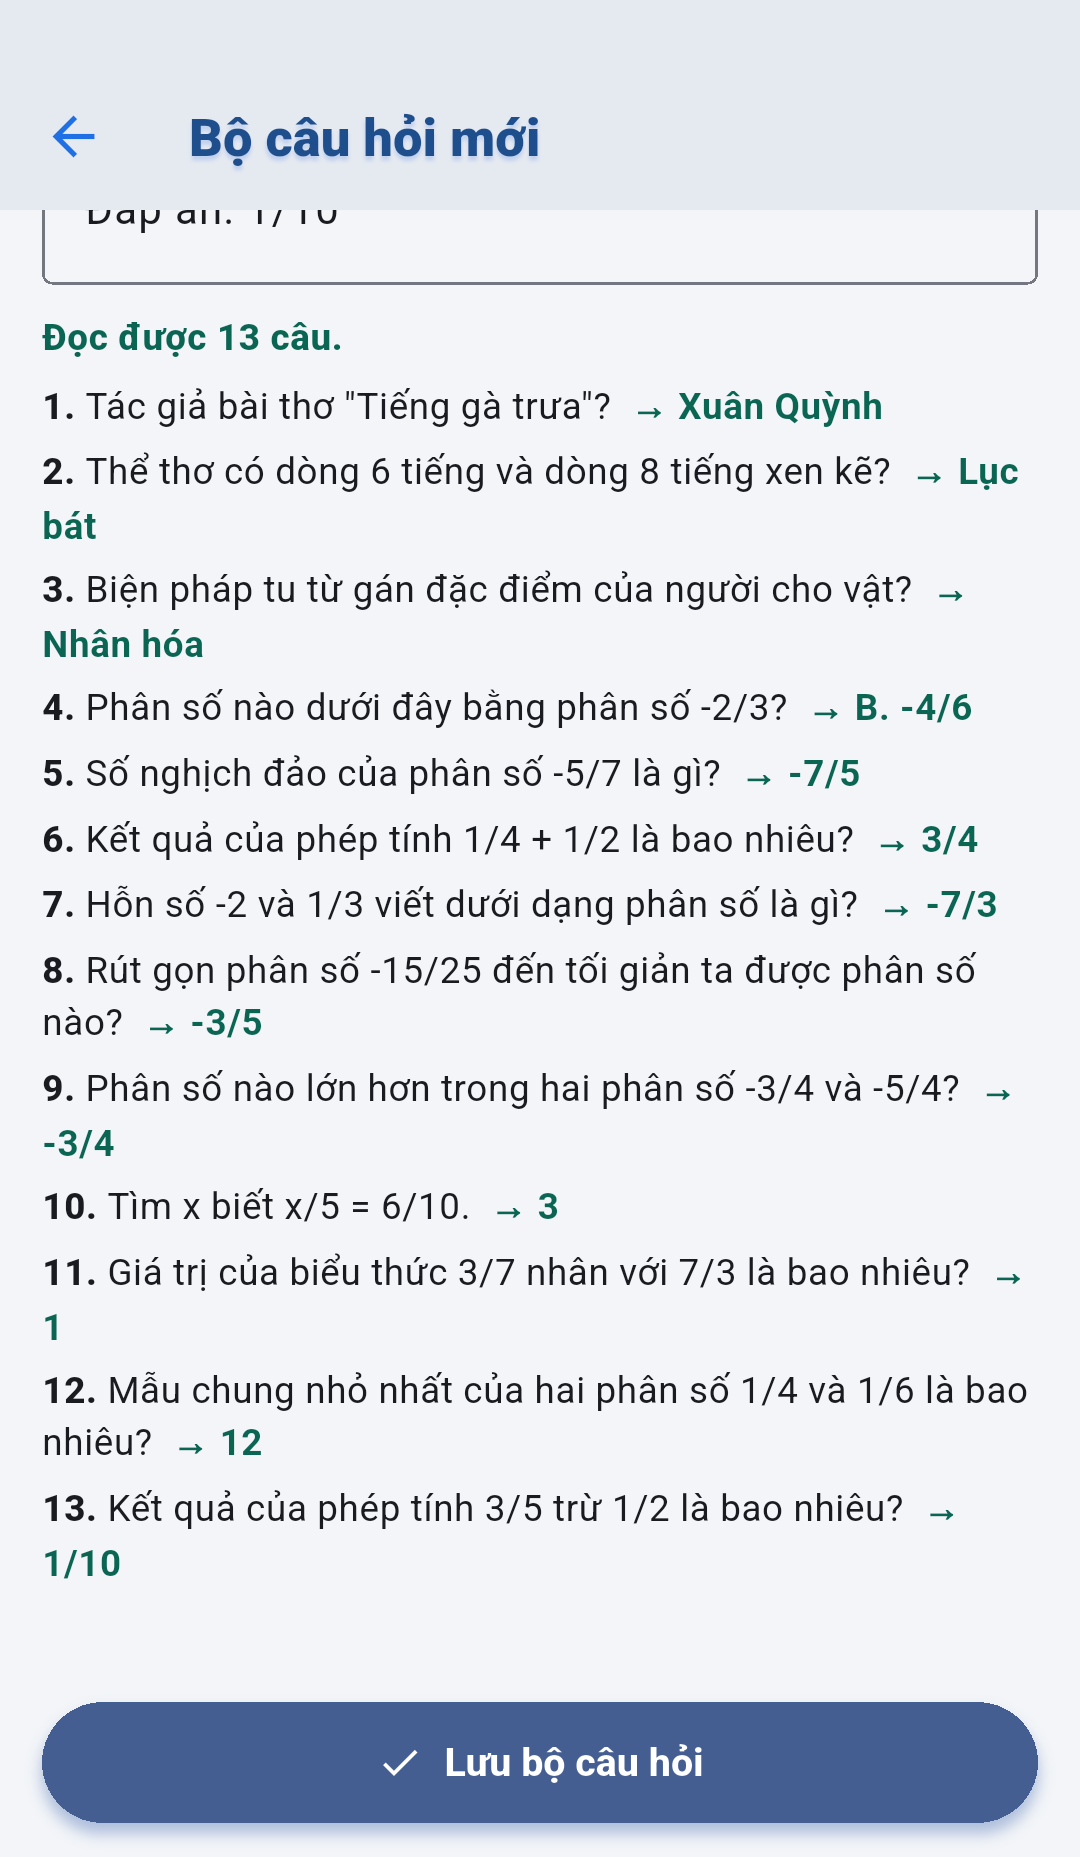 Bộ câu hỏi mới
Đáp án: 1/10
Đọc được 13 câu.
1. Tác giả bài thơ "Tiếng gà trưa"? → Xuân Quỳnh
2. Thể thơ có dòng 6 tiếng và dòng 8 tiếng xen kẽ? → Lục
bát
3. Biện pháp tu từ gán đặc điểm của người cho vật? →
Nhân hóa
4. Phân số nào dưới đây bằng phân số -2/3? → B. -4/6
5. Số nghịch đảo của phân số -5/7 là gì? → -7/5
6. Kết quả của phép tính 1/4 + 1/2 là bao nhiêu? → 3/4
7. Hỗn số -2 và 1/3 viết dưới dạng phân số là gì? → -7/3
8. Rút gọn phân số -15/25 đến tối giản ta được phân số
nào? → -3/5
9. Phân số nào lớn hơn trong hai phân số -3/4 và -5/4? →
-3/4
10. Tìm x biết x/5 = 6/10. → 3
11. Giá trị của biểu thức 3/7 nhân với 7/3 là bao nhiêu? →
1
12. Mẫu chung nhỏ nhất của hai phân số 1/4 và 1/6 là bao
nhiêu? → 12
13. Kết quả của phép tính 3/5 trừ 1/2 là bao nhiêu? →
1/10
Lưu bộ câu hỏi